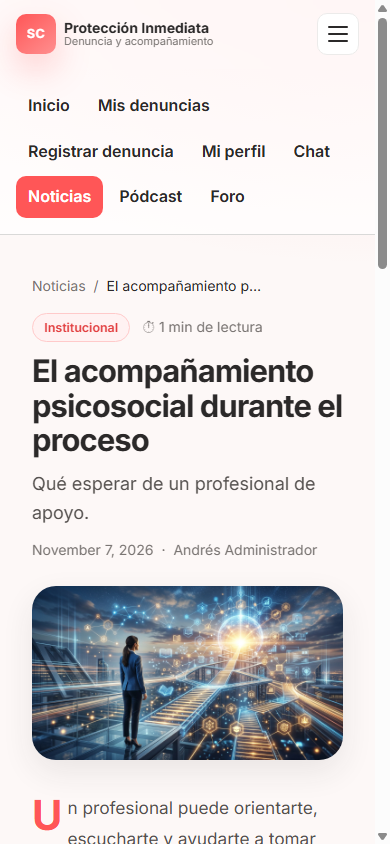 SC
Protección Inmediata
Denuncia y acompañamiento
Inicio Mis denuncias
Registrar denuncia Mi perfil Chat
Noticias Pódcast Foro
Noticias / El acompañamiento p...
Institucional ⏱ 1 min de lectura
El acompañamiento
psicosocial durante el
proceso
Qué esperar de un profesional de
apoyo.
November 7, 2026 · Andrés Administrador
Un profesional puede orientarte,
escucharte y ayudarte a tomar